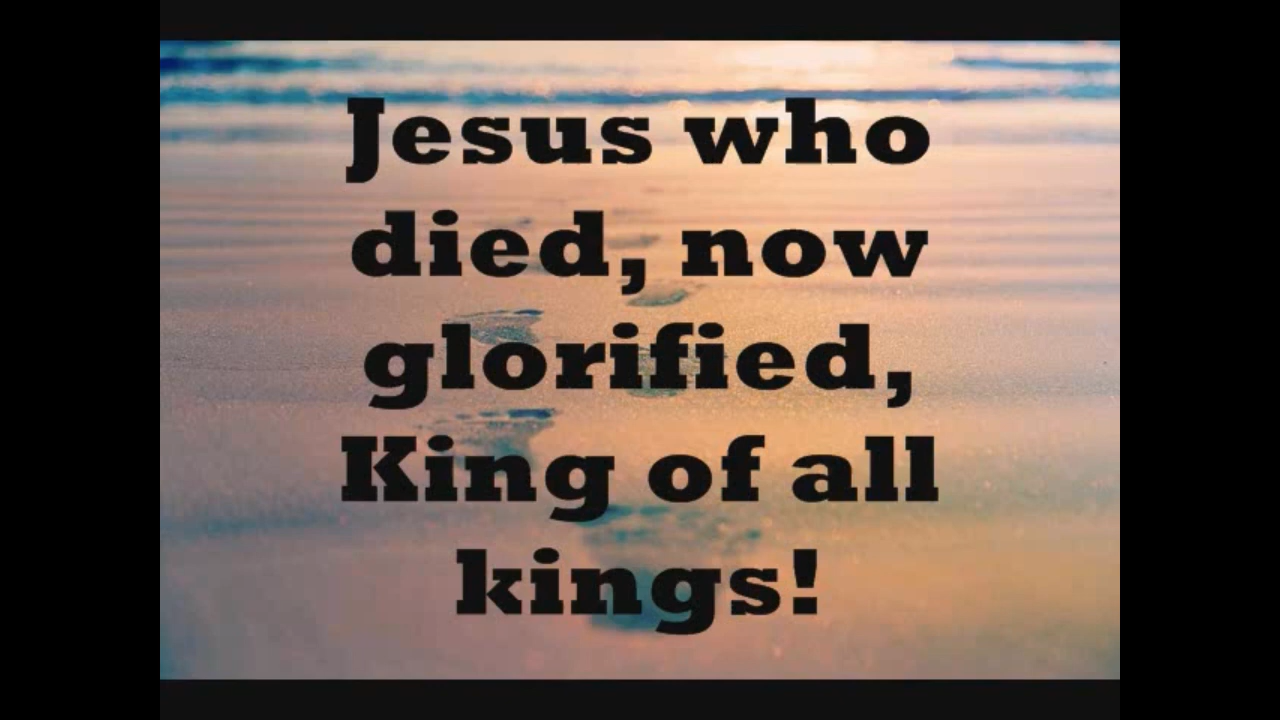 Jesus who
died, now
glorified,
King of all
kings!